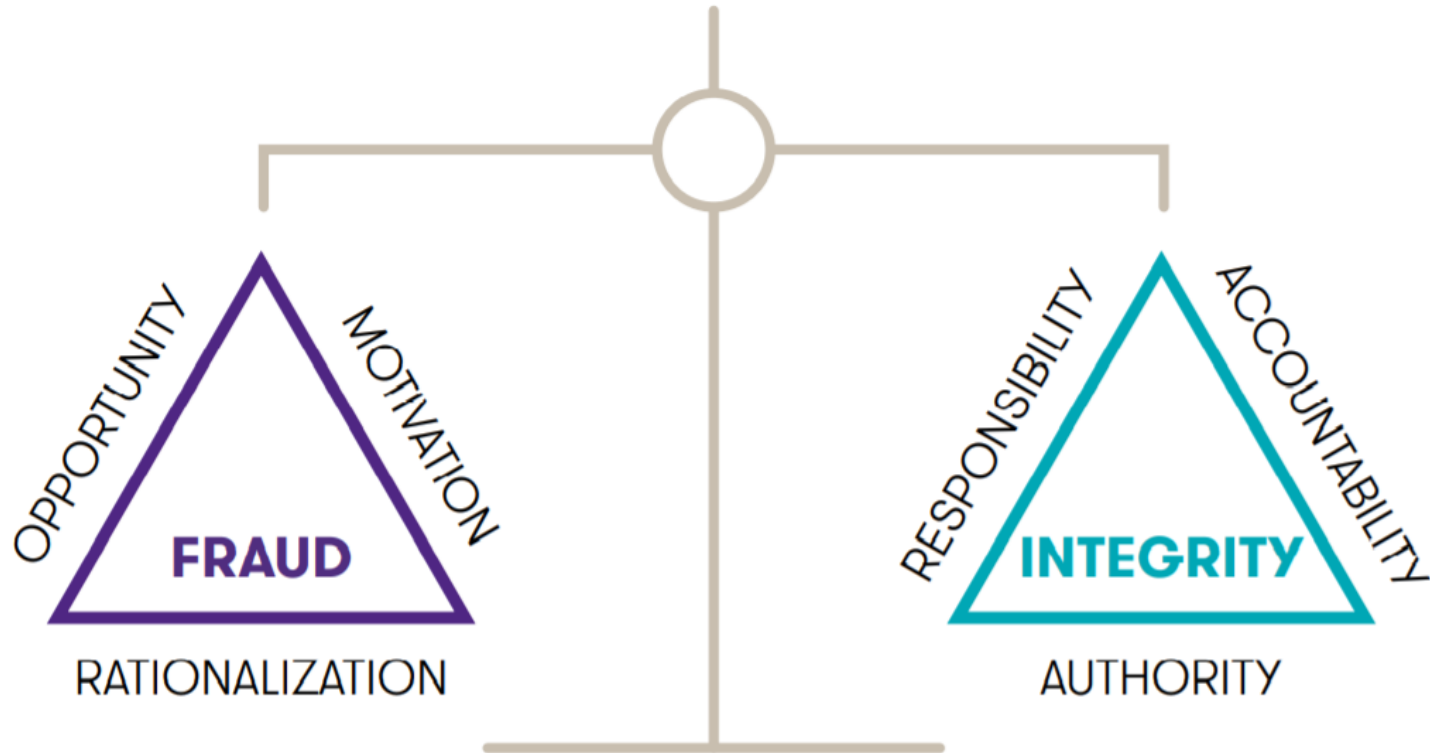 OPPORTUNITY
MOTIVATION
FRAUD
RATIONALIZATION
RESPONSIBILITY
ACCOUNTABILITY
INTEGRITY
AUTHORITY